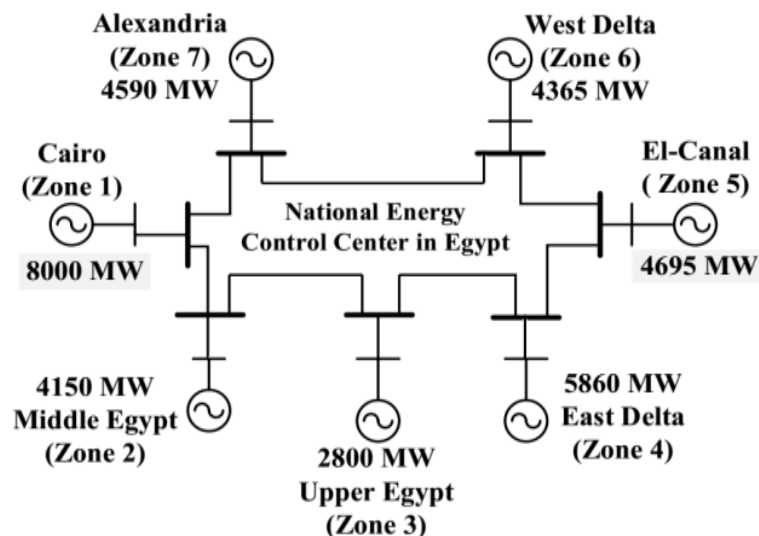 Alexandria
(Zone 7)
4590 MW
West Delta
(Zone 6)
4365 MW
Cairo
(Zone 1)
8000 MW
National Energy
Control Center in Egypt
El-Canal
( Zone 5)
4695 MW
4150 MW
Middle Egypt
(Zone 2)
2800 MW
Upper Egypt
(Zone 3)
5860 MW
East Delta
(Zone 4)